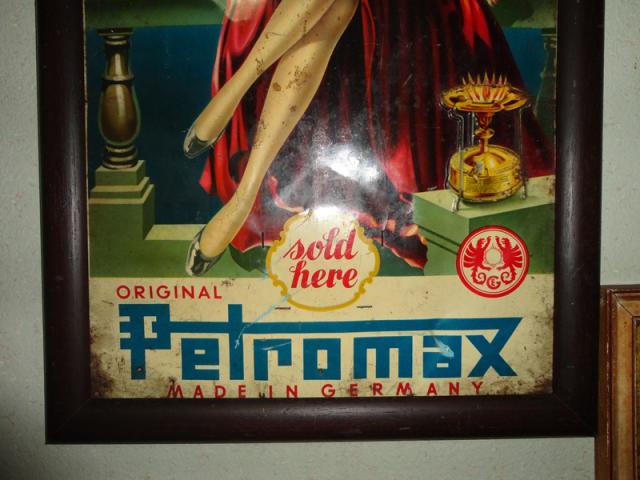 sold
here
ORIGINAL
Petromax
MADE IN GERMANY